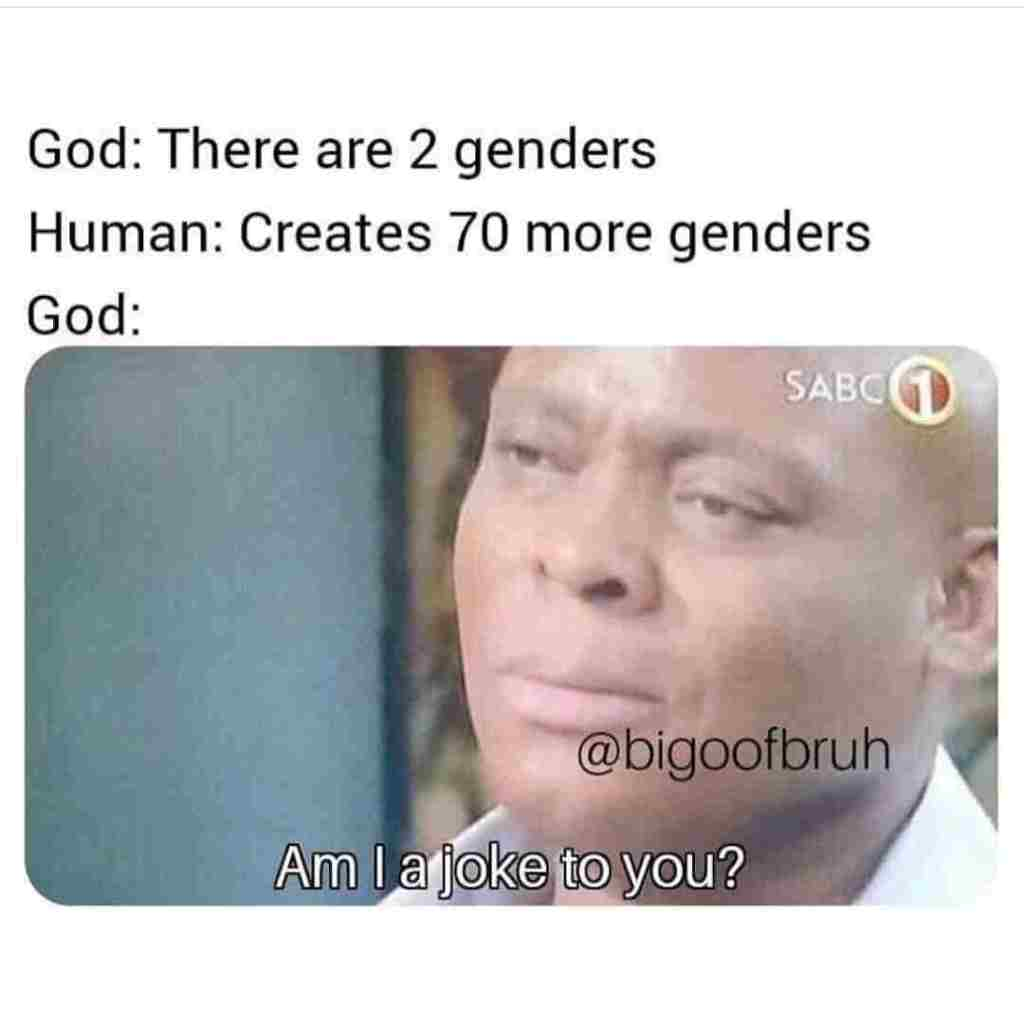 God: There are 2 genders
Human: Creates 70 more genders
God:
SABC 1
@bigoofbruh
Am I a joke to you?